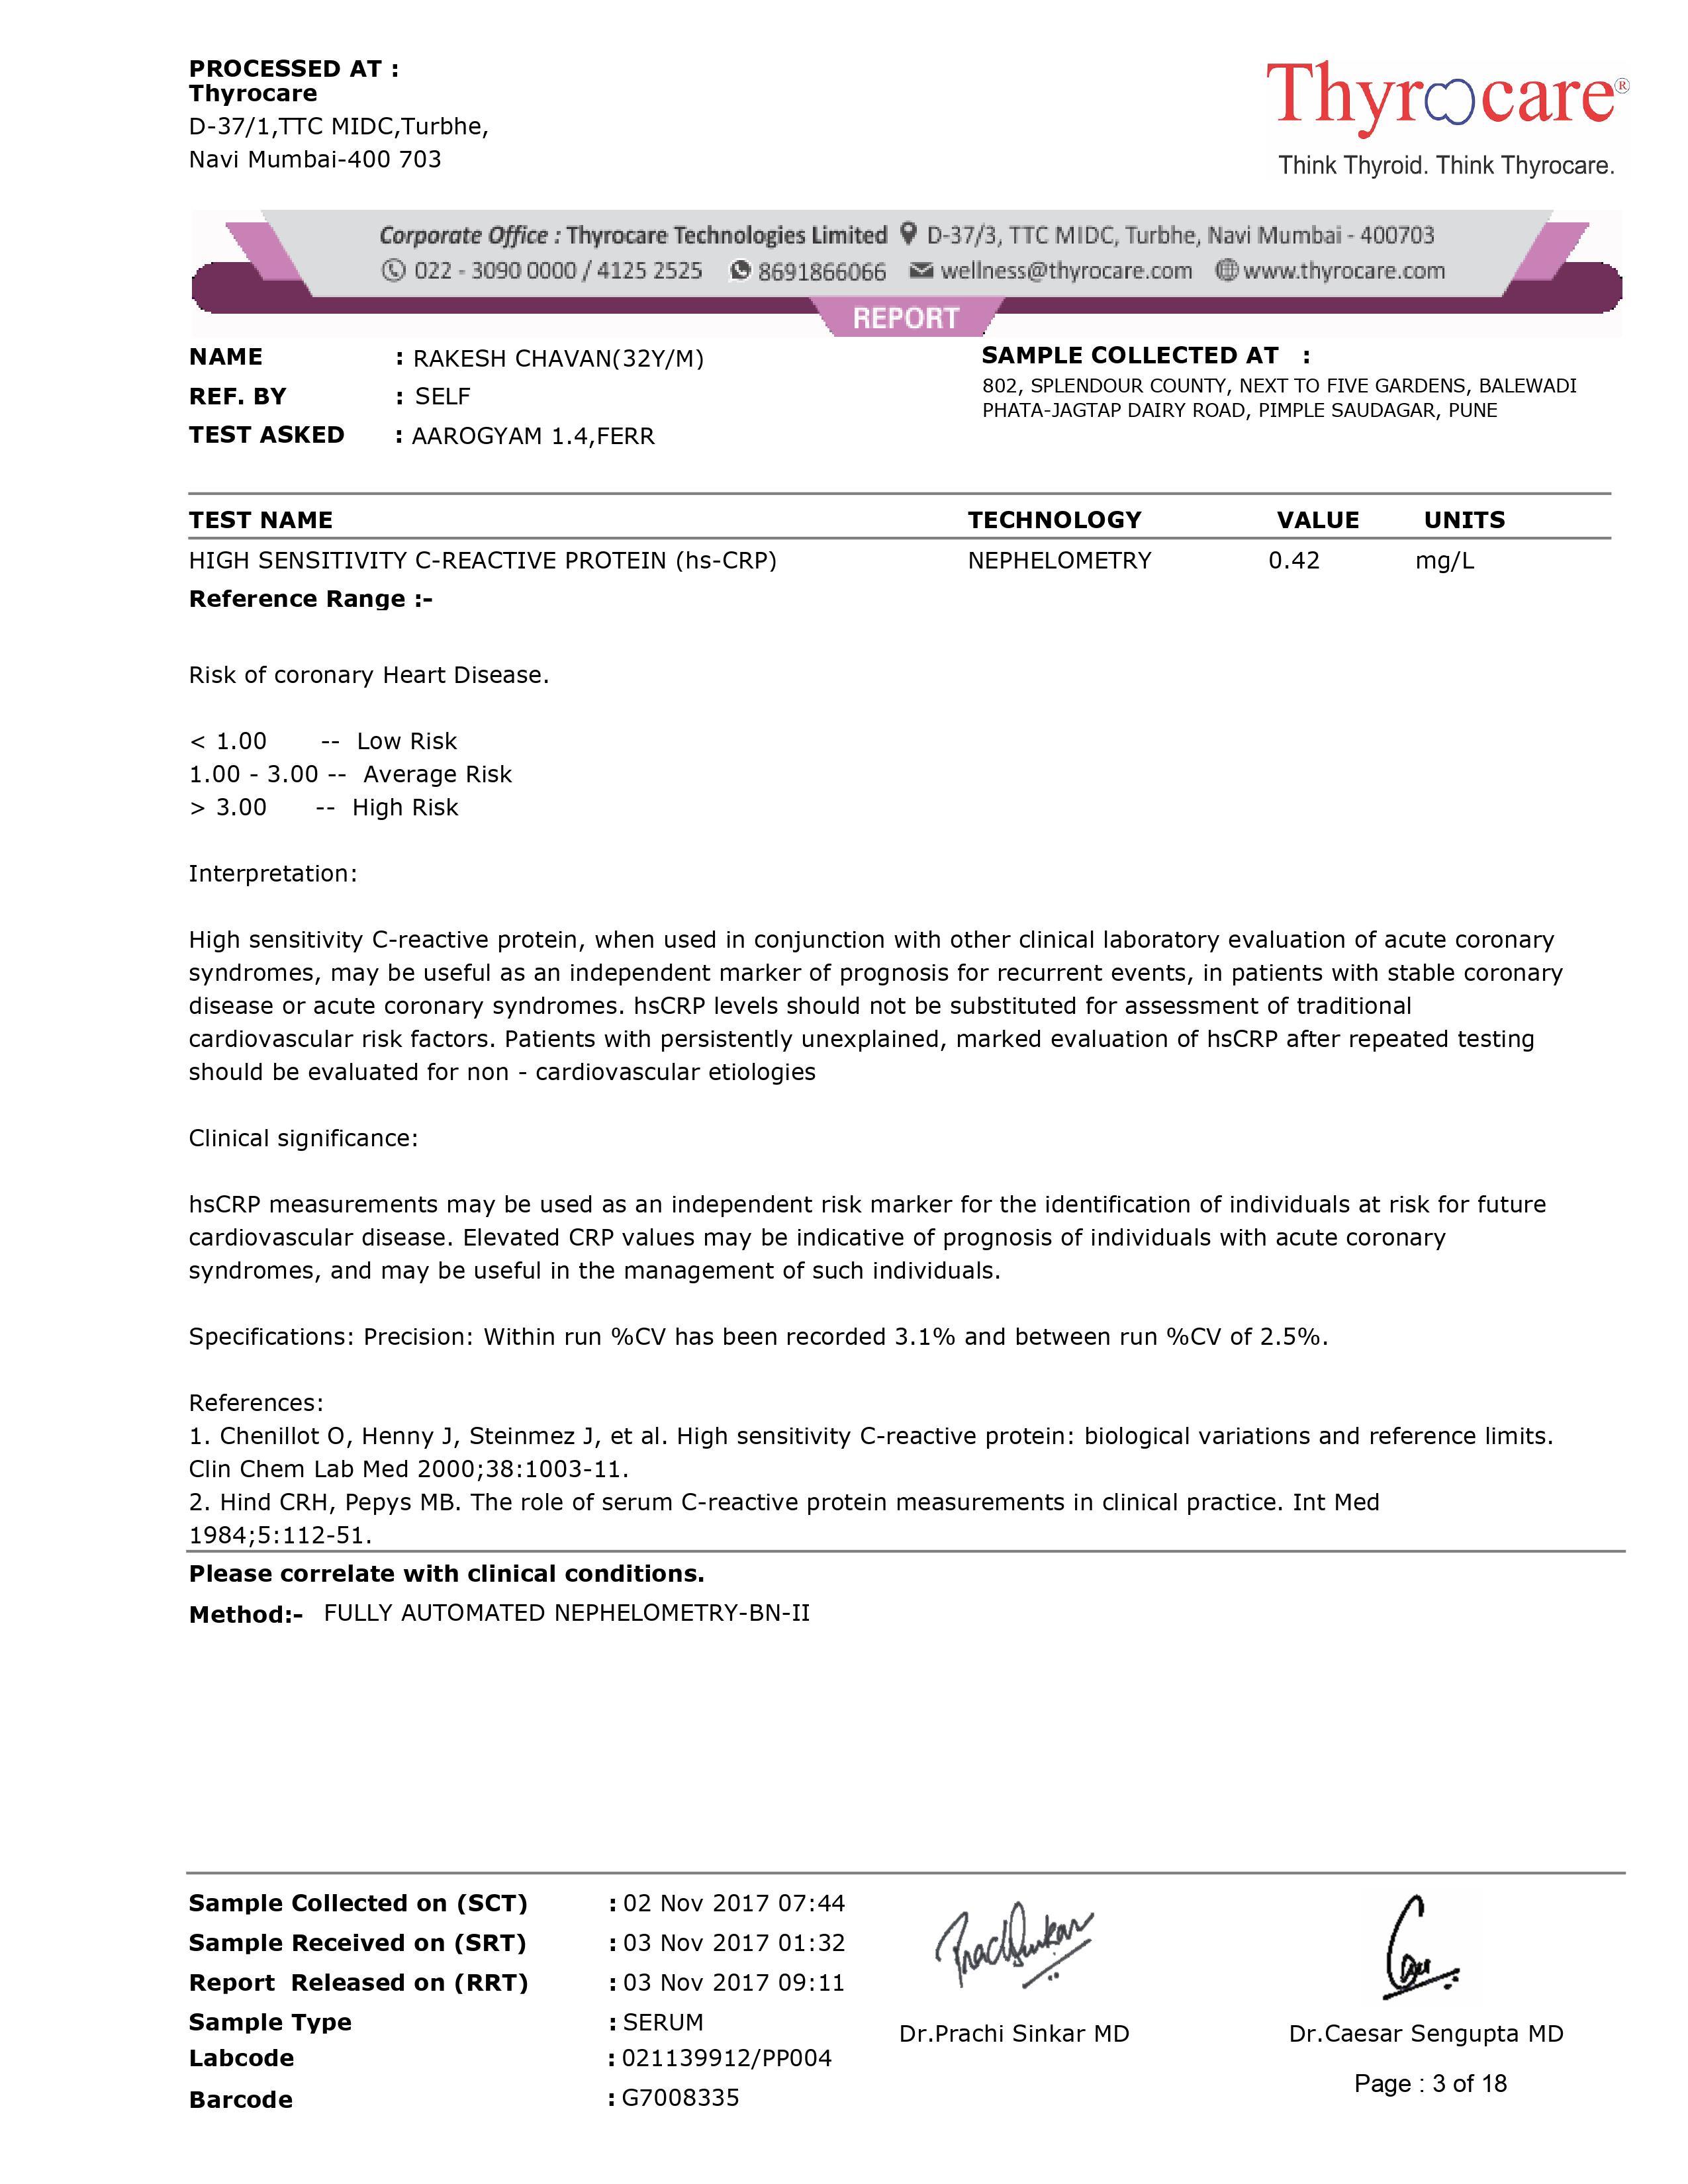 PROCESSED AT :
Thyrocare
D-37/1,TTC MIDC,Turbhe,
Navi Mumbai-400 703
Thyrocare®
Think Thyroid. Think Thyrocare.
Corporate Office : Thyrocare Technologies Limited D-37/3, TTC MIDC, Turbhe, Navi Mumbai - 400703
022 - 3090 0000 / 4125 2525 8691866066 wellness@thyrocare.com www.thyrocare.com
REPORT
NAME : RAKESH CHAVAN(32Y/M)
REF. BY : SELF
TEST ASKED : AAROGYAM 1.4,FERR
SAMPLE COLLECTED AT :
802, SPLENDOUR COUNTY, NEXT TO FIVE GARDENS, BALEWADI
PHATA-JAGTAP DAIRY ROAD, PIMPLE SAUDAGAR, PUNE
TEST NAME TECHNOLOGY VALUE UNITS
HIGH SENSITIVITY C-REACTIVE PROTEIN (hs-CRP) NEPHELOMETRY 0.42 mg/L
Reference Range :-
Risk of coronary Heart Disease.
< 1.00 -- Low Risk
1.00 - 3.00 -- Average Risk
> 3.00 -- High Risk
Interpretation:
High sensitivity C-reactive protein, when used in conjunction with other clinical laboratory evaluation of acute coronary
syndromes, may be useful as an independent marker of prognosis for recurrent events, in patients with stable coronary
disease or acute coronary syndromes. hsCRP levels should not be substituted for assessment of traditional
cardiovascular risk factors. Patients with persistently unexplained, marked evaluation of hsCRP after repeated testing
should be evaluated for non - cardiovascular etiologies
Clinical significance:
hsCRP measurements may be used as an independent risk marker for the identification of individuals at risk for future
cardiovascular disease. Elevated CRP values may be indicative of prognosis of individuals with acute coronary
syndromes, and may be useful in the management of such individuals.
Specifications: Precision: Within run %CV has been recorded 3.1% and between run %CV of 2.5%.
References:
1. Chenillot O, Henny J, Steinmez J, et al. High sensitivity C-reactive protein: biological variations and reference limits.
Clin Chem Lab Med 2000;38:1003-11.
2. Hind CRH, Pepys MB. The role of serum C-reactive protein measurements in clinical practice. Int Med
1984;5:112-51.
Please correlate with clinical conditions.
Method:- FULLY AUTOMATED NEPHELOMETRY-BN-II
Sample Collected on (SCT) : 02 Nov 2017 07:44
Sample Received on (SRT) : 03 Nov 2017 01:32
Report Released on (RRT) : 03 Nov 2017 09:11
Sample Type : SERUM
Labcode : 021139912/PP004
Barcode : G7008335
Dr.Prachi Sinkar MD
Dr.Caesar Sengupta MD
Page : 3 of 18